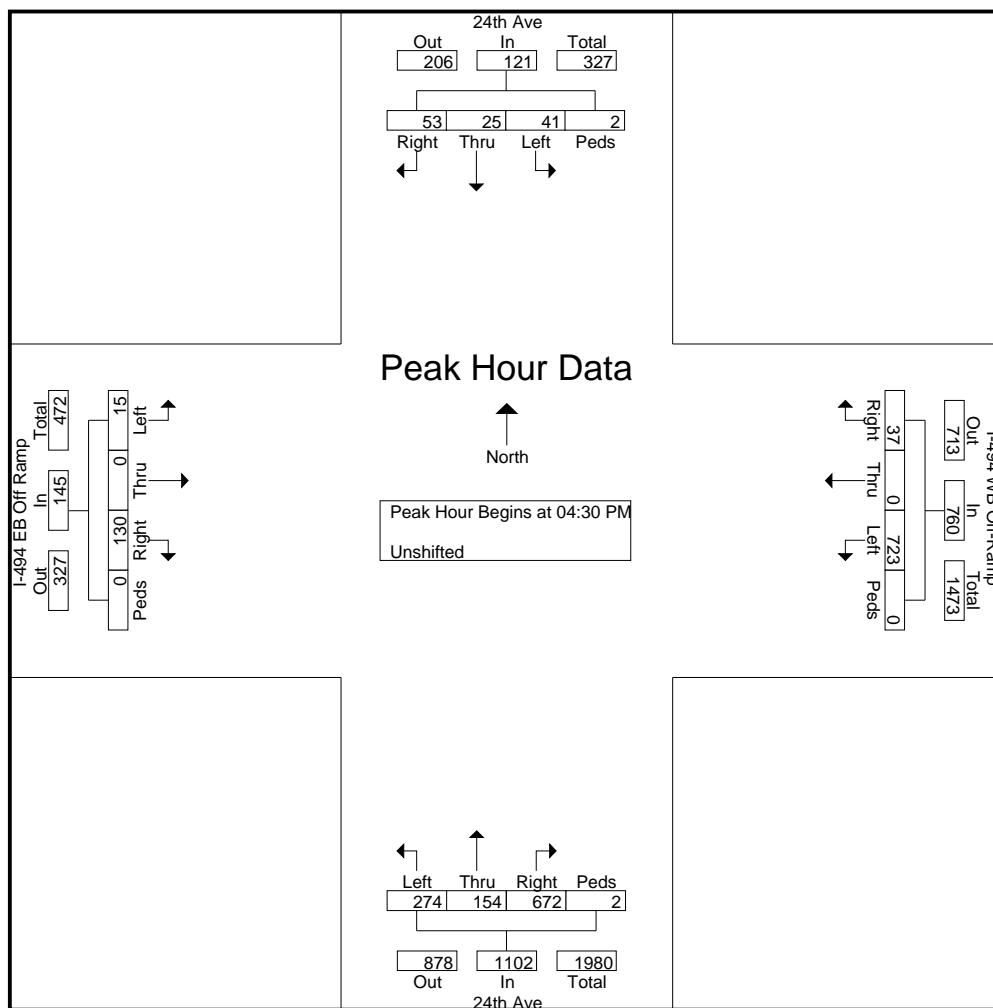 24th Ave
Out In Total
206 121 327
53 25 41 2
Right Thru Left Peds
Peak Hour Data
North
Peak Hour Begins at 04:30 PM
Unshifted
I-494 EB Off Ramp
Out In Total
327 145 472
15 0 130 0
Left Thru Right Peds
Right Thru Left Peds
37 0 723 0
Out In Total
713 760 1473
I-494 WB Off-Ramp
Left Thru Right Peds
274 154 672 2
878 1102 1980
Out In Total
24th Ave